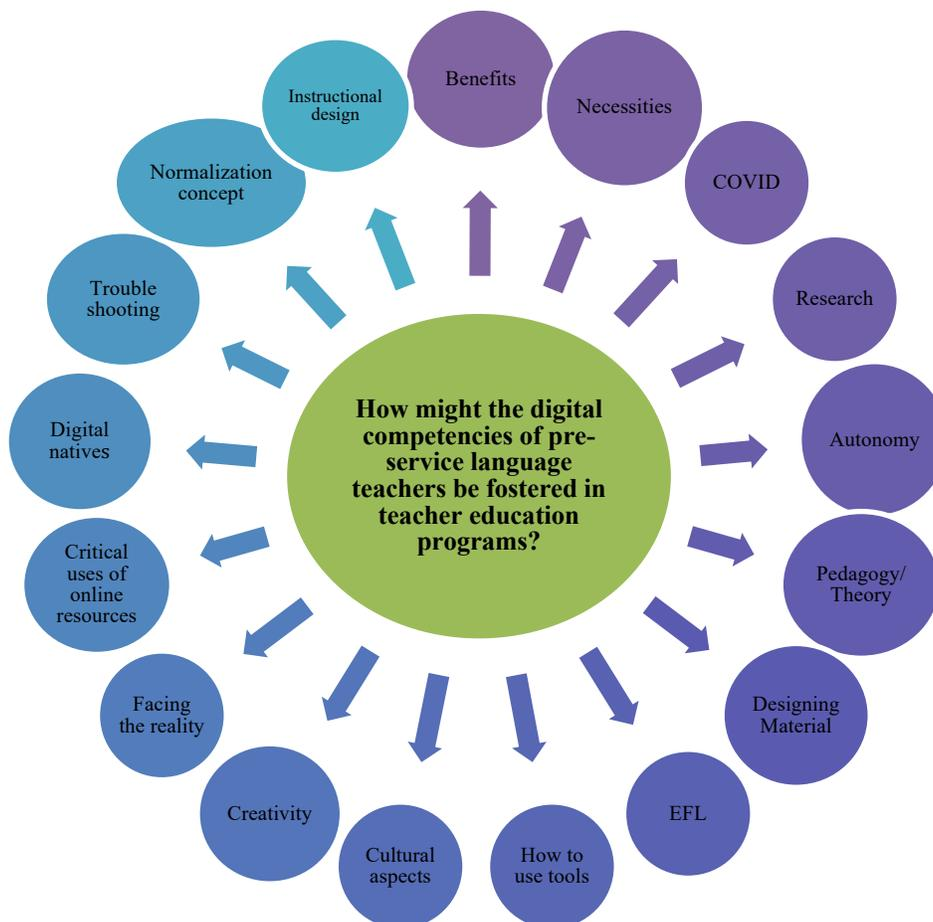 Benefits
Necessities
COVID
Research
Autonomy
Pedagogy/
Theory
Designing
Material
EFL
How to
use tools
Cultural
aspects
Creativity
Facing
the reality
Critical
uses of
online
resources
Digital
natives
Trouble
shooting
Normalization
concept
Instructional
design
How might the digital
competencies of pre-
service language
teachers be fostered in
teacher education
programs?